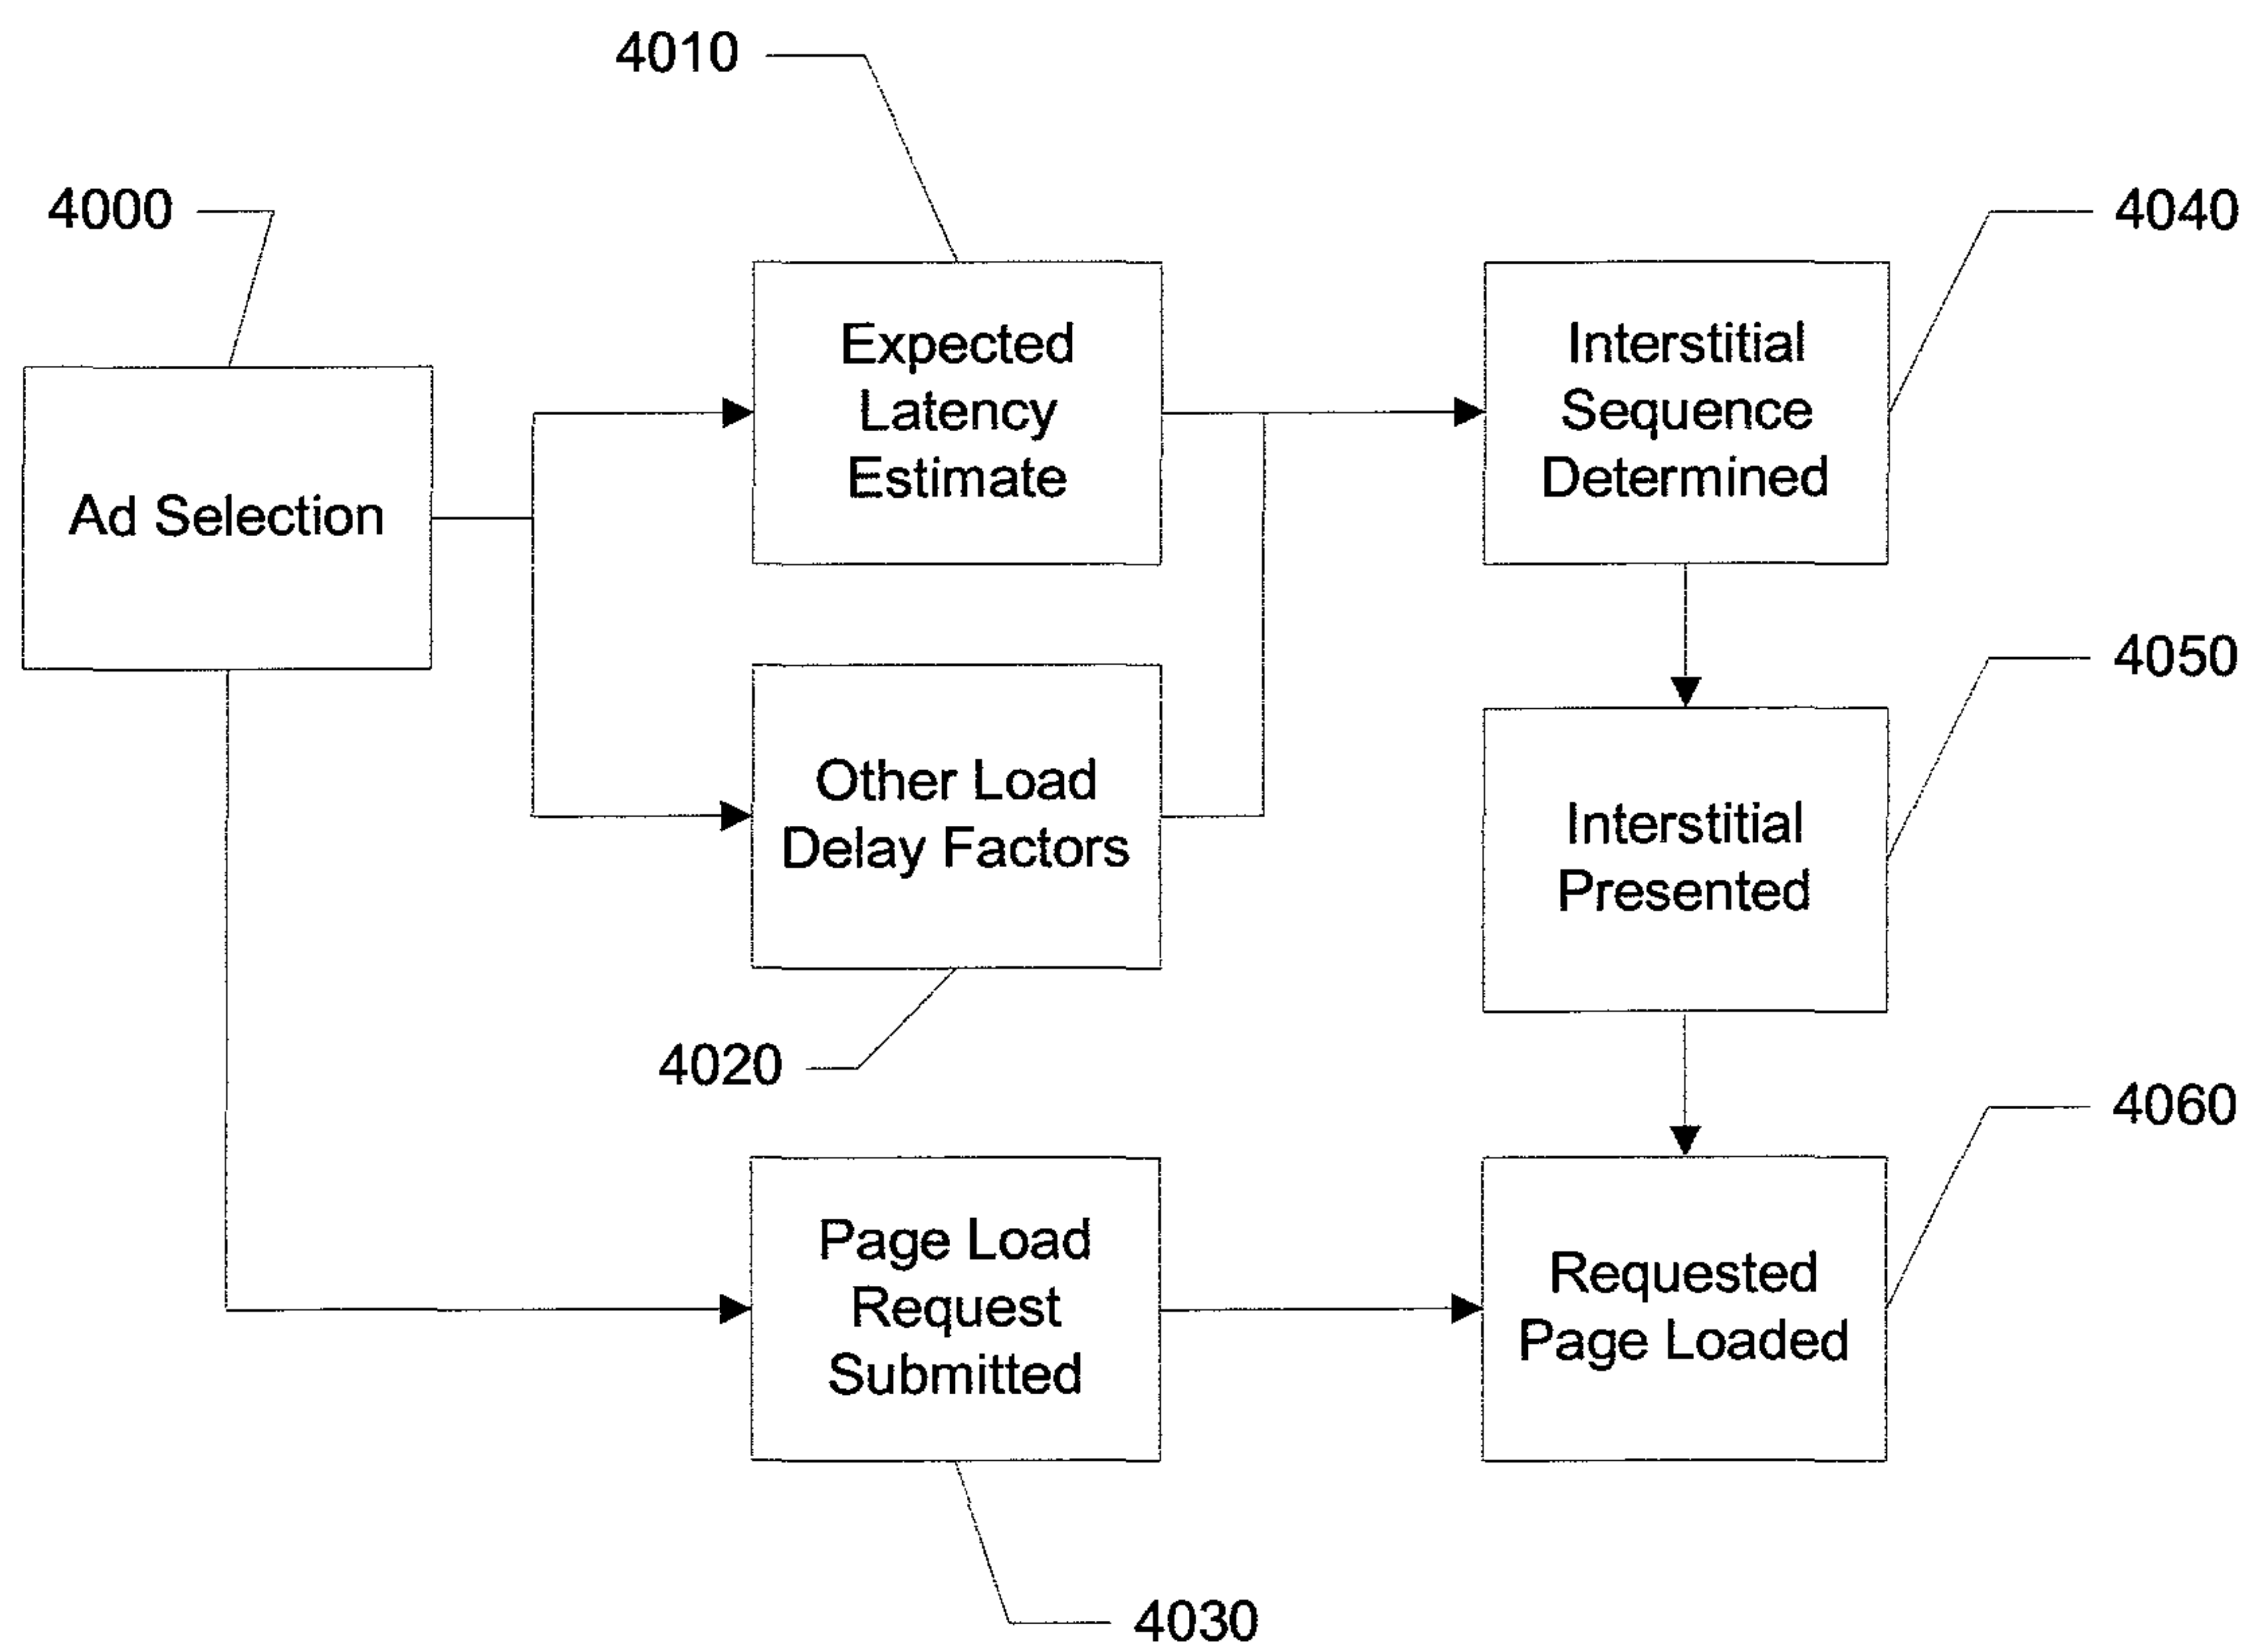 4010
4000
4040
Expected
Latency
Estimate
Interstitial
Sequence
Determined
Ad Selection
4050
Other Load
Delay Factors
Interstitial
Presented
4020
4060
Page Load
Request
Submitted
Requested
Page Loaded
4030